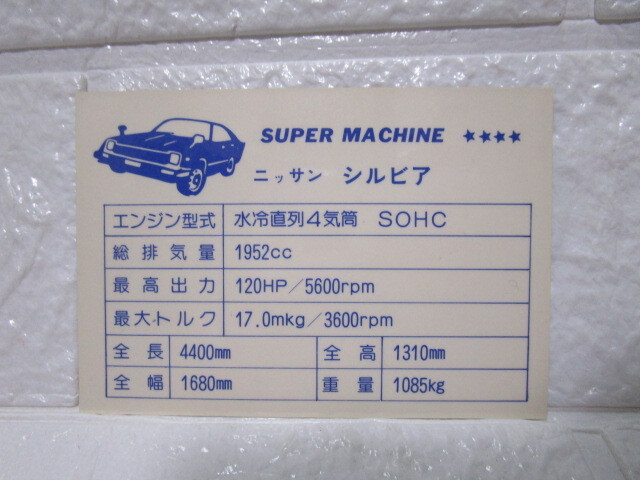 SUPER MACHINE ★★★★
ニッサン シルビア
エンジン型式 水冷直列4気筒 SOHC
総排気量 1952cc
最高出力 120HP/5600rpm
最大トルク 17.0mkg/3600rpm
全長 4400mm 全高 1310mm
全幅 1680mm 重量 1085kg